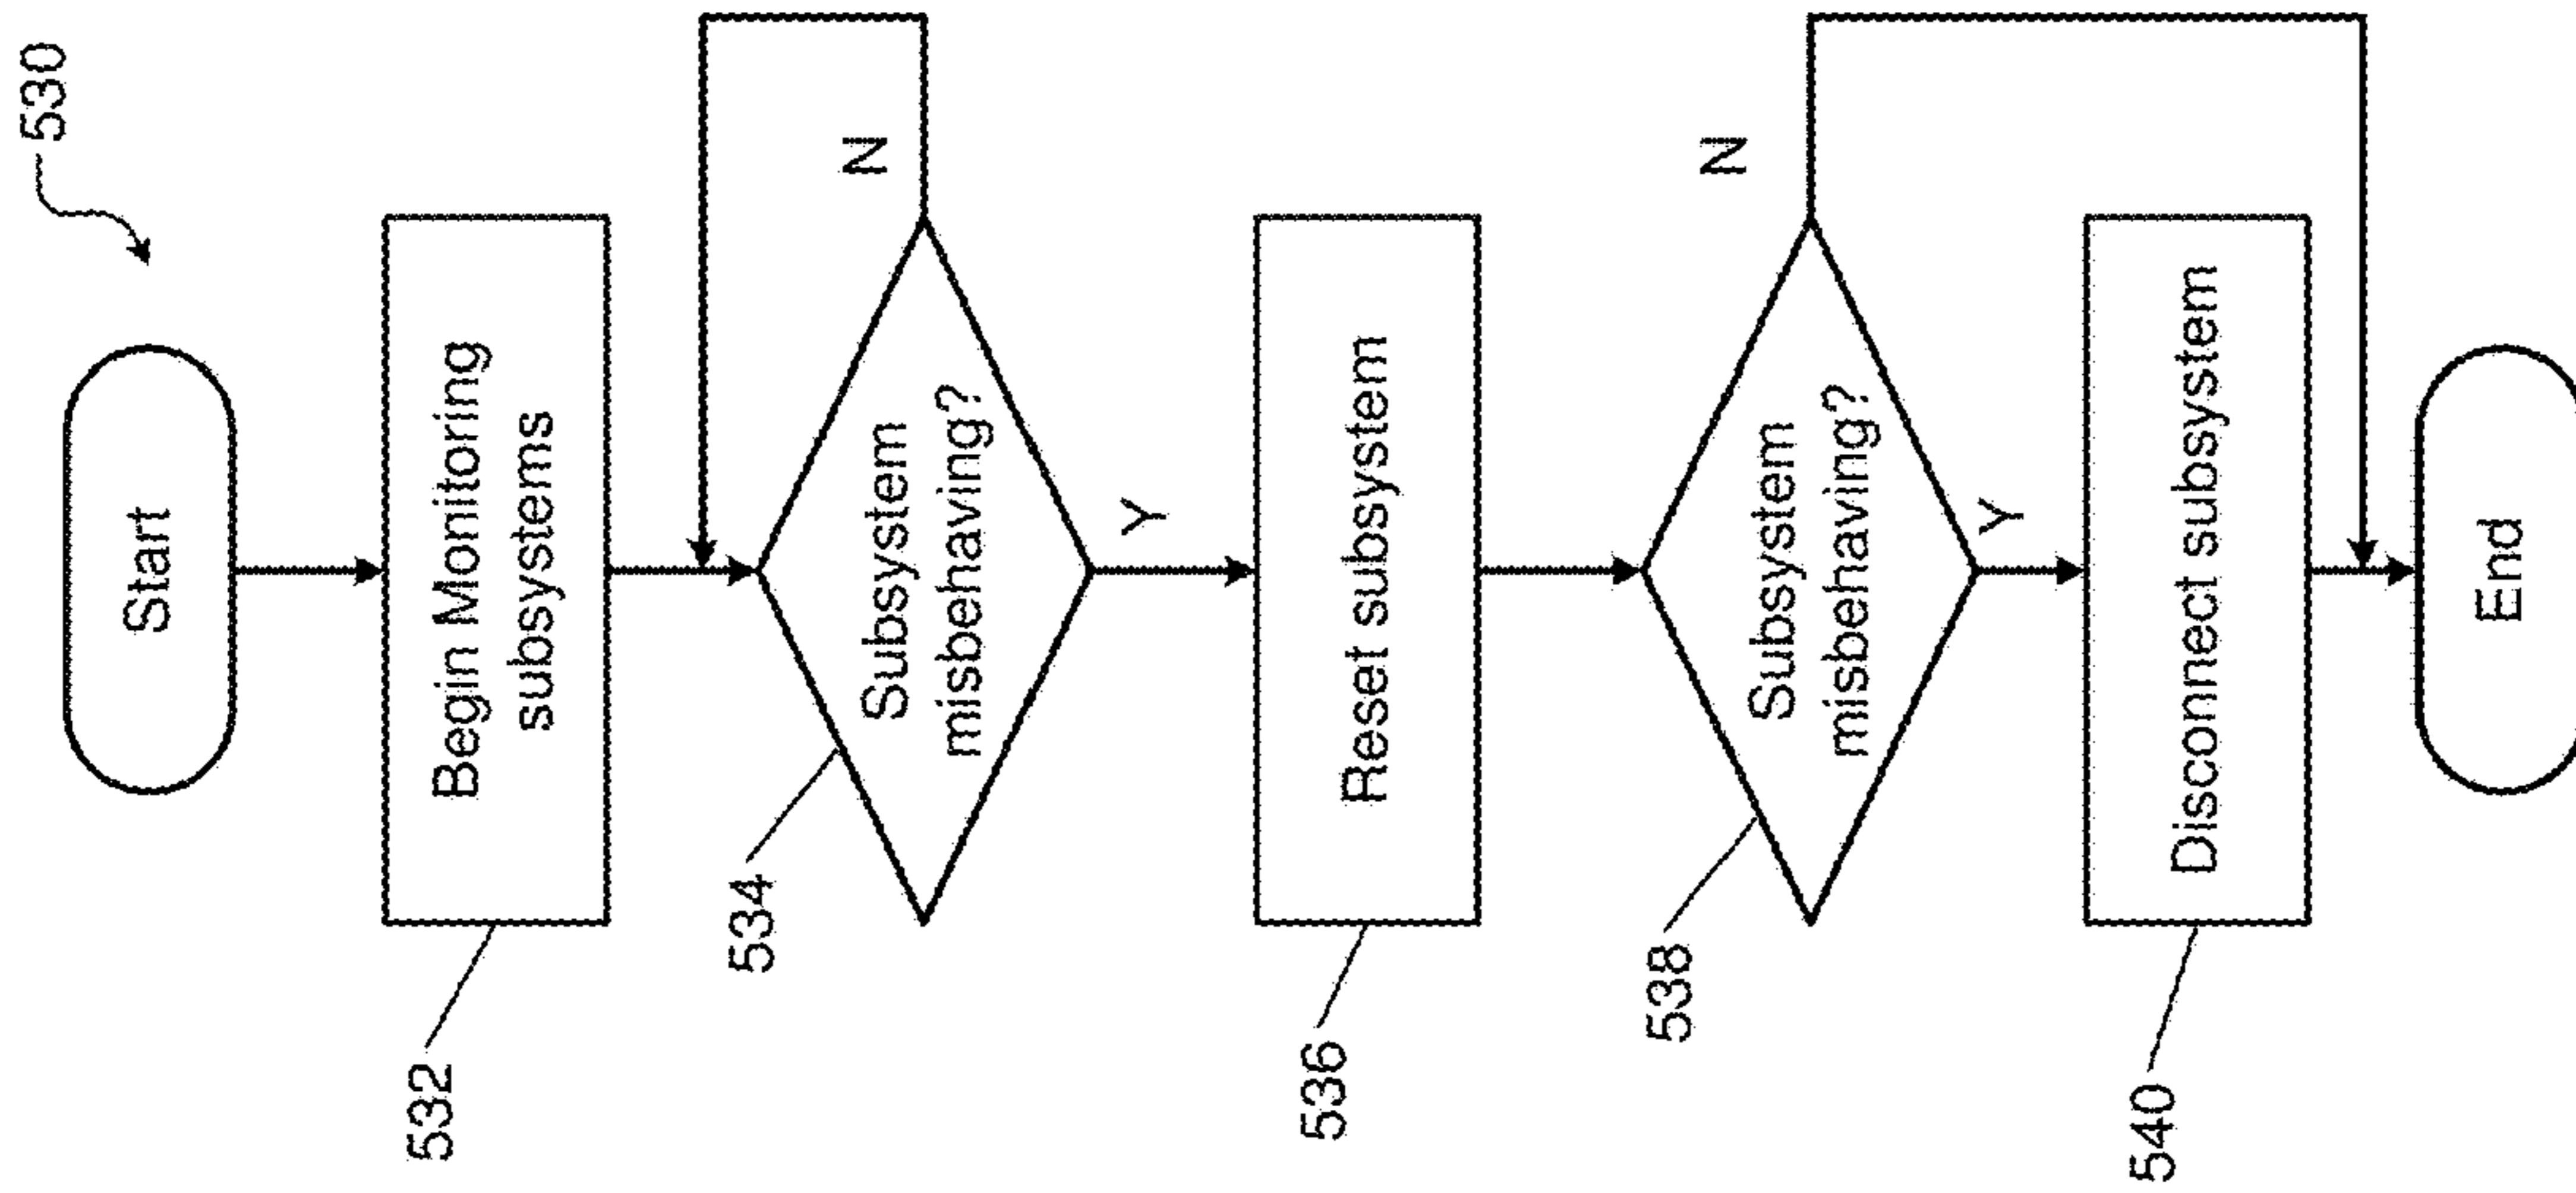 530
Start
Begin Monitoring
subsystems
532
Subsystem
misbehaving?
534
N
Y
Reset subsystem
536
Subsystem
misbehaving?
538
N
Y
Disconnect subsystem
540
End